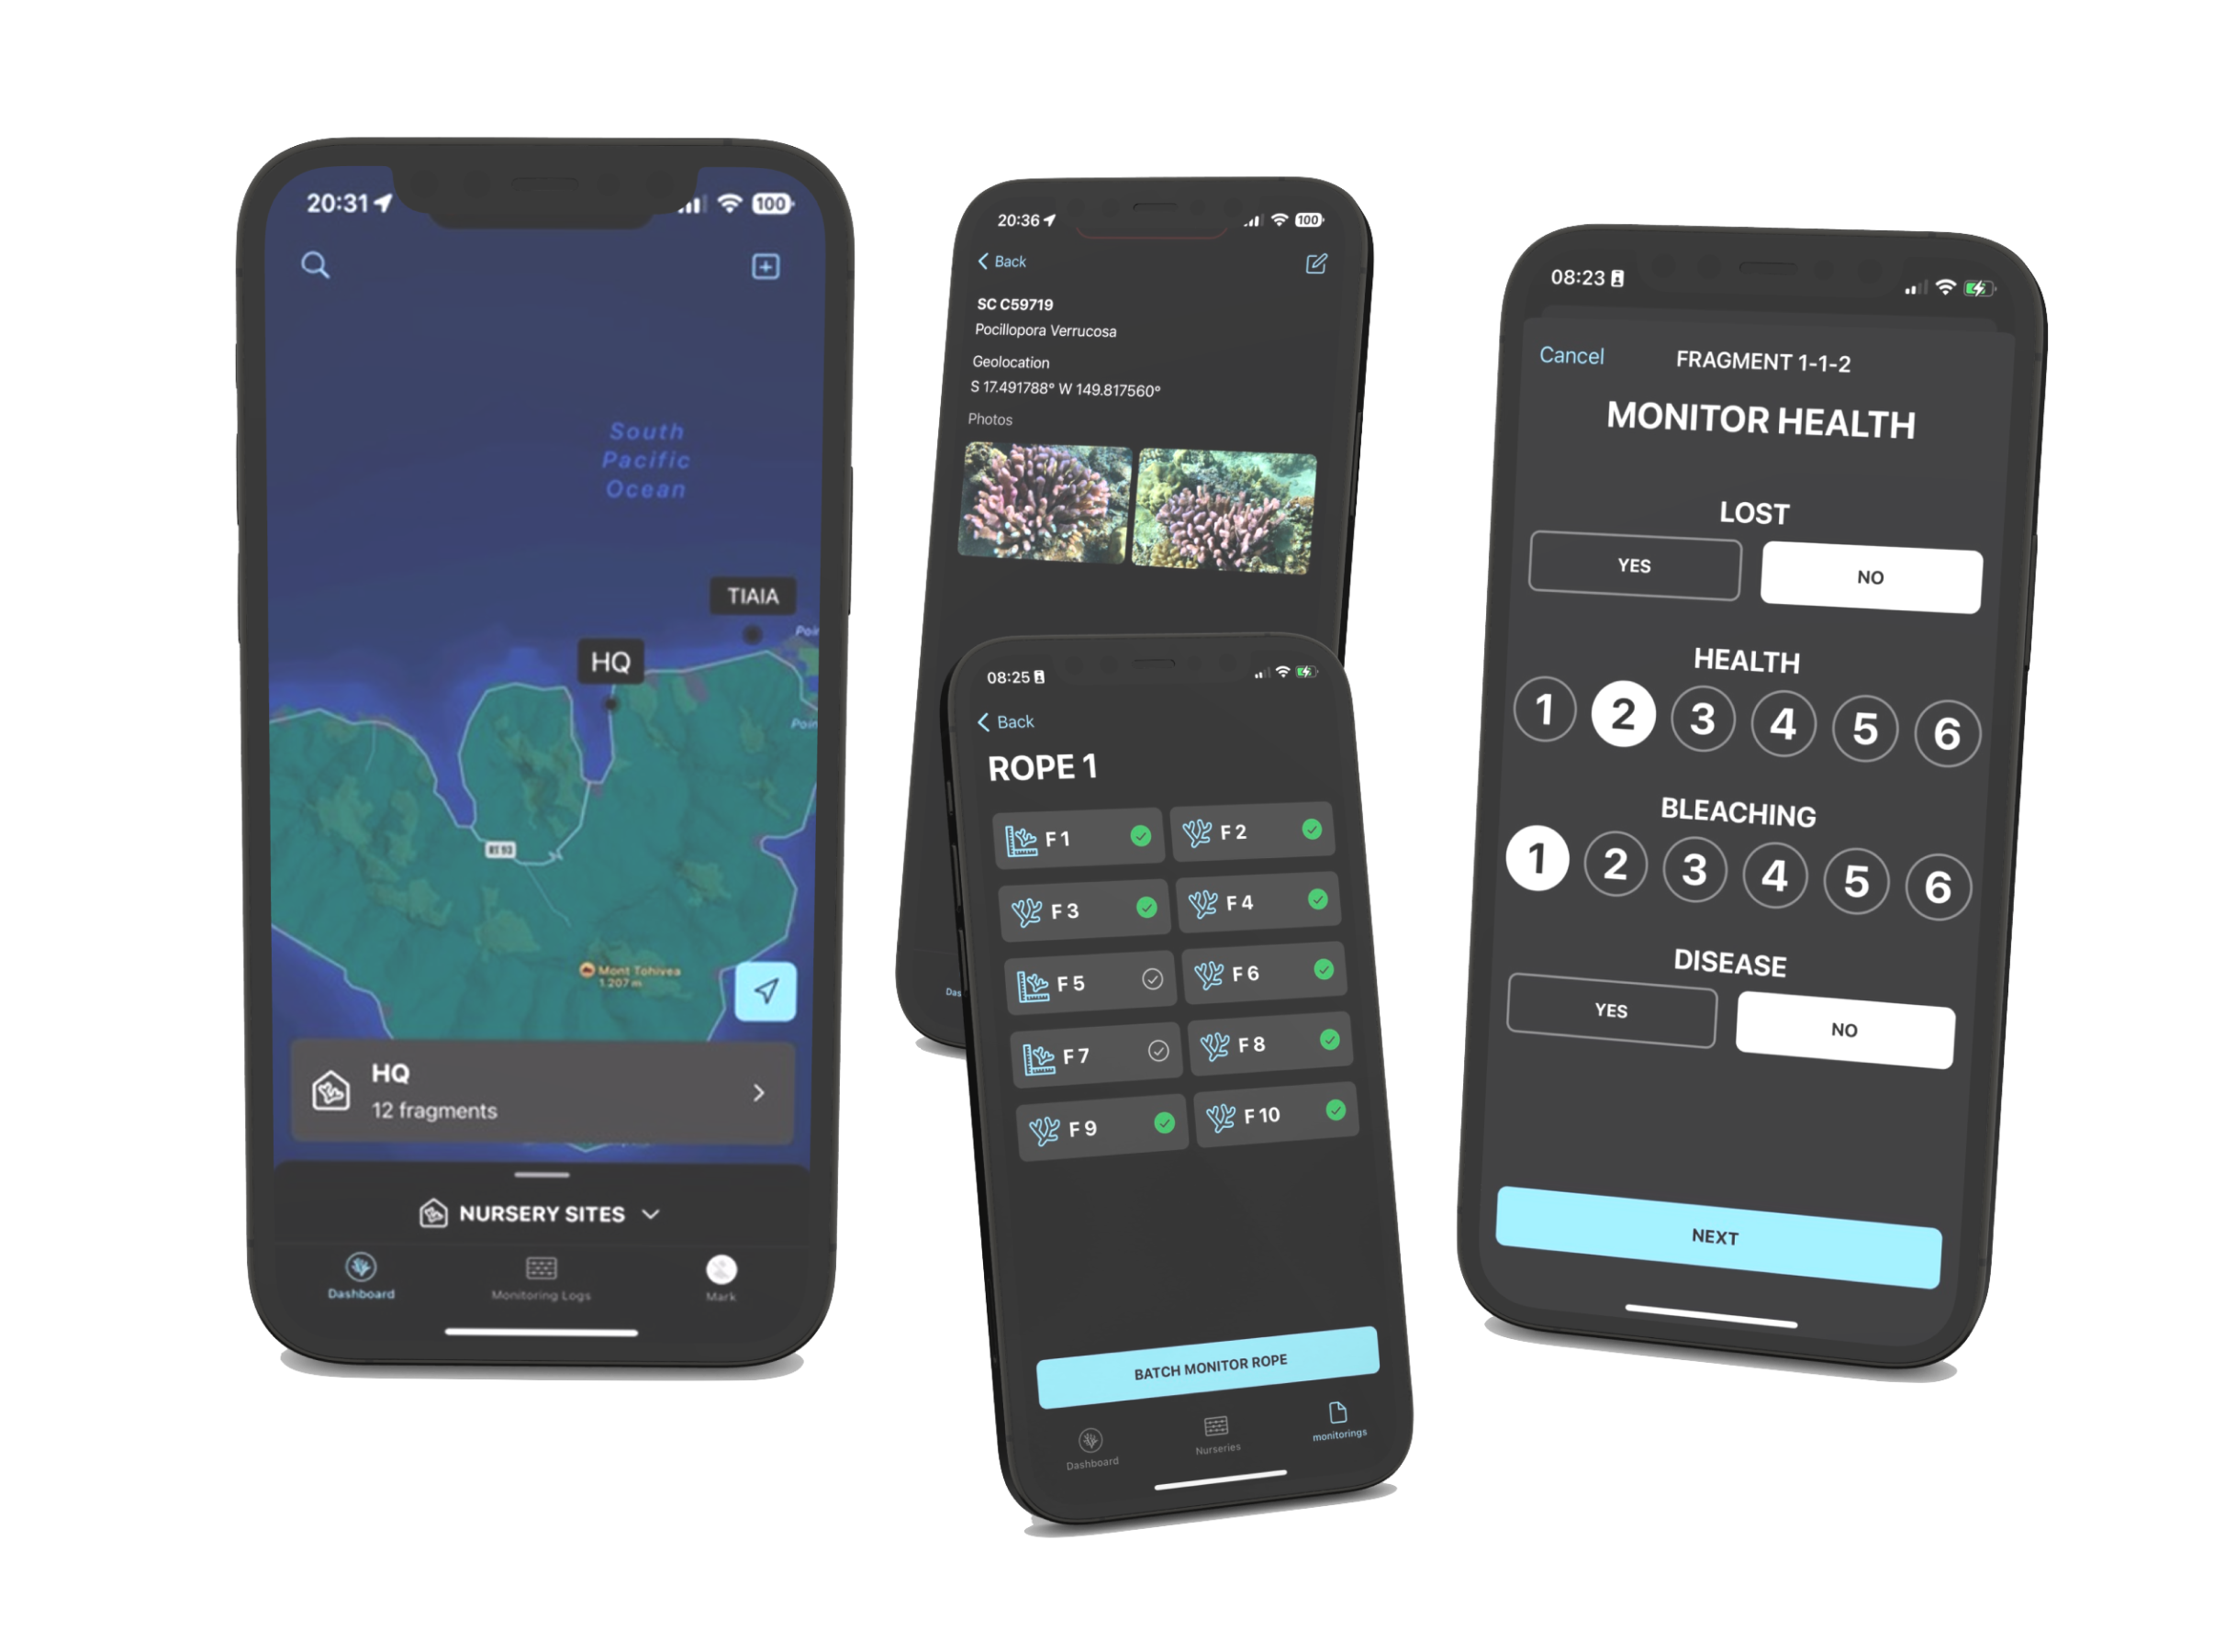 20:31
100
South
Pacific
Ocean
TIAIA
HQ
RT 93
Mont Tohivea
1.207 m
HQ
12 fragments
NURSERY SITES
Dashboard
Monitoring Logs
Mark
20:36
100
Back
SC C59719
Pocillopora Verrucosa
Geolocation
S 17.491788° W 149.817560°
Photos
08:25
Back
ROPE 1
F 1
F 2
F 3
F 4
F 5
F 6
F 7
F 8
F 9
F 10
BATCH MONITOR ROPE
Dashboard
Nurseries
monitorings
08:23
Cancel
FRAGMENT 1-1-2
MONITOR HEALTH
LOST
YES
NO
HEALTH
1 2 3 4 5 6
BLEACHING
1 2 3 4 5 6
DISEASE
YES
NO
NEXT